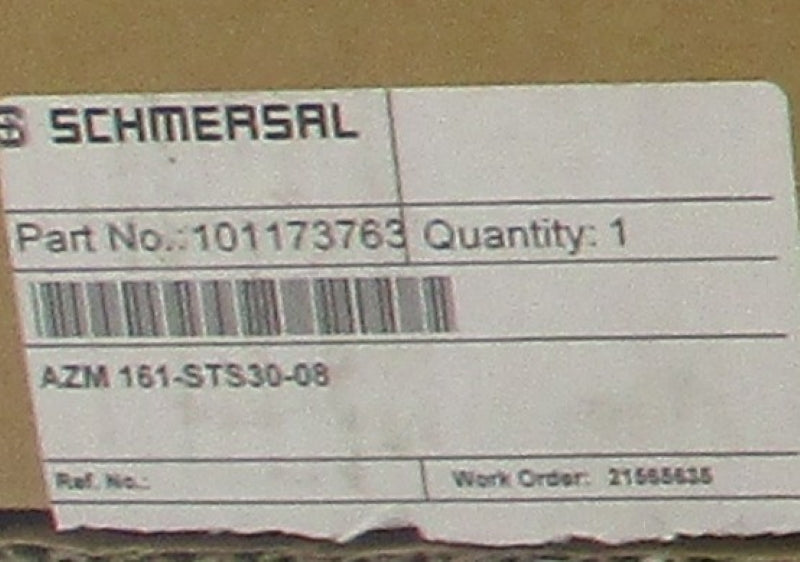 SCHMERSAL
Part No.:101173763 Quantity: 1
AZM 161-STS30-08
Ref. No.: Work Order: 21565635